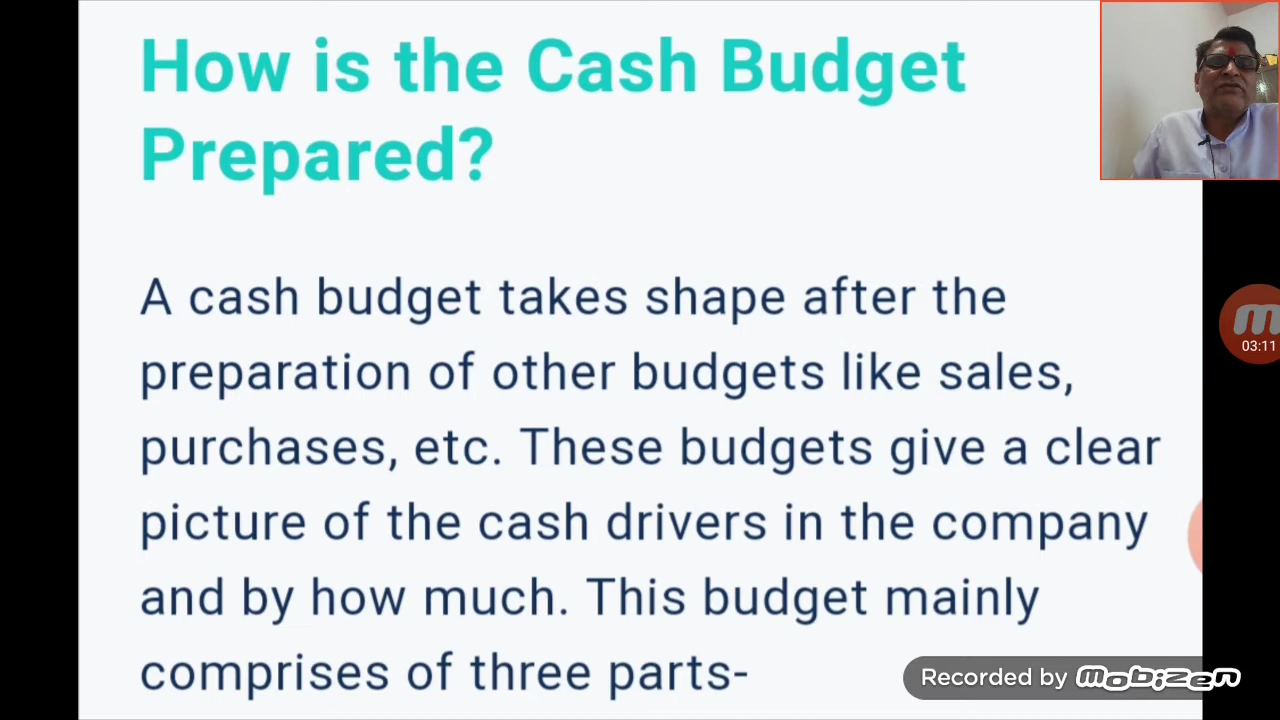 How is the Cash Budget
Prepared?
A cash budget takes shape after the
preparation of other budgets like sales,
purchases, etc. These budgets give a clear
picture of the cash drivers in the company
and by how much. This budget mainly
comprises of three parts-
03:11
Recorded by mobizen